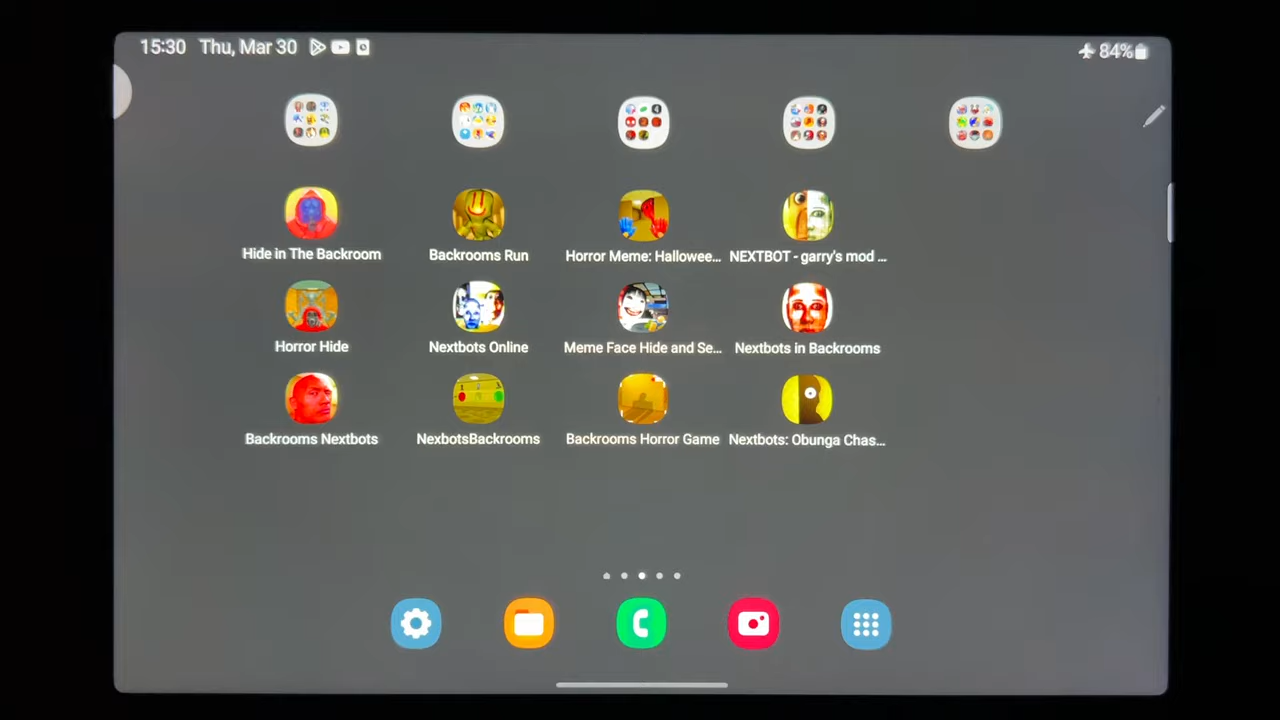 15:30 Thu, Mar 30
84%
Hide in The Backroom
Backrooms Run
Horror Meme: Hallowee...
NEXTBOT - garry's mod ...
Horror Hide
Nextbots Online
Meme Face Hide and Se...
Nextbots in Backrooms
Backrooms Nextbots
NexbotsBackrooms
Backrooms Horror Game
Nextbots: Obunga Chas...